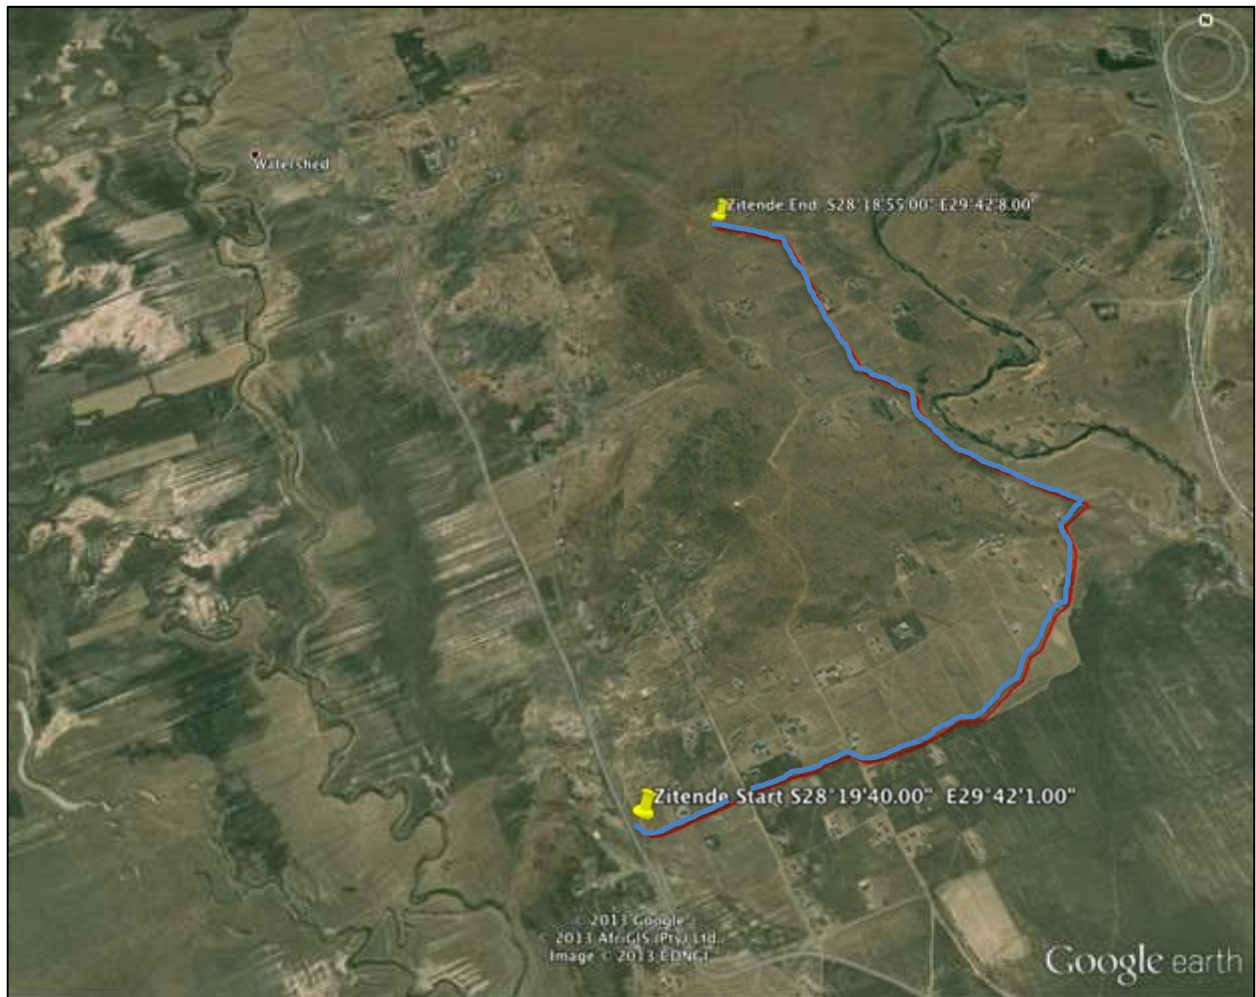 N
Watershed
Zitende End S28°18'55.00" E29°42'8.00"
Zitende Start S28°19'40.00" E29°42'1.00"
© 2013 Google
© 2013 AfriGIS (Pty) Ltd.
Image © 2013 CDNGI
Google earth